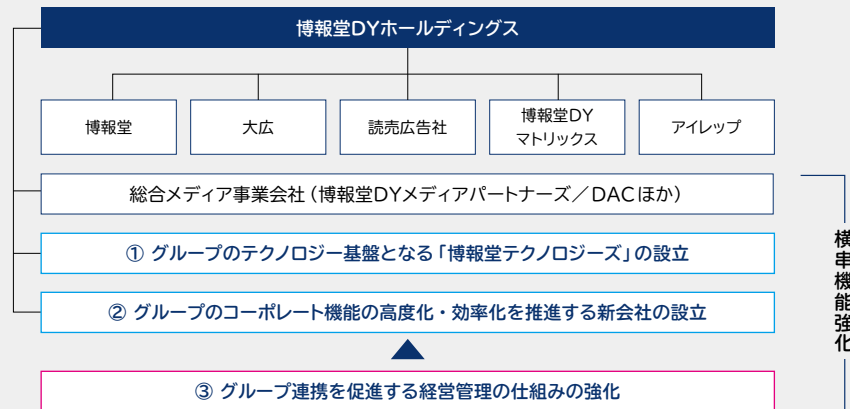 博報堂DYホールディングス
博報堂
大広
読売広告社
博報堂DY
マトリックス
アイレップ
総合メディア事業会社（博報堂DYメディアパートナーズ／DACほか）
① グループのテクノロジー基盤となる「博報堂テクノロジーズ」の設立
② グループのコーポレート機能の高度化・効率化を推進する新会社の設立
③ グループ連携を促進する経営管理の仕組みの強化
横串機能強化